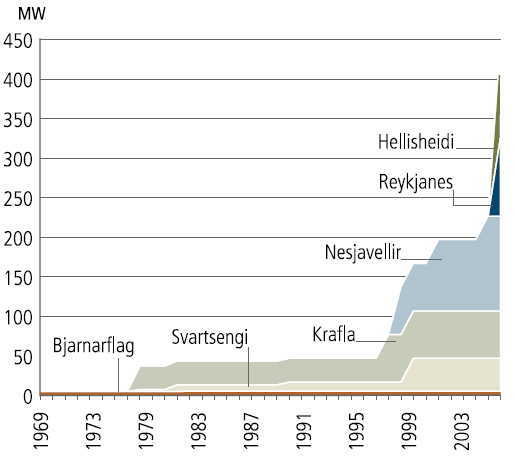 MW
450
400
350
300
250
200
150
100
50
0
Hellisheidi
Reykjanes
Nesjavellir
Krafla
Svartsengi
Bjarnarflag
1969
1973
1979
1983
1987
1991
1995
1999
2003